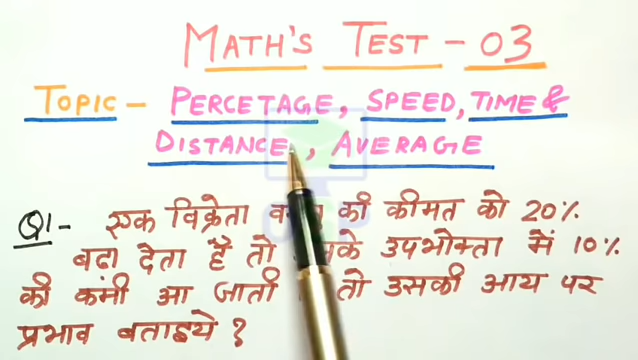 MATH'S TEST - 03
TOPIC - PERCETAGE, SPEED, TIME &
DISTANCE, AVERAGE
Q1- एक विक्रेता की कीमत को 20%
बढ़ा देता है तो उपभोक्ता में 10%
की कमी आ जाती तो उसकी आय पर
प्रभाव बताइये ?